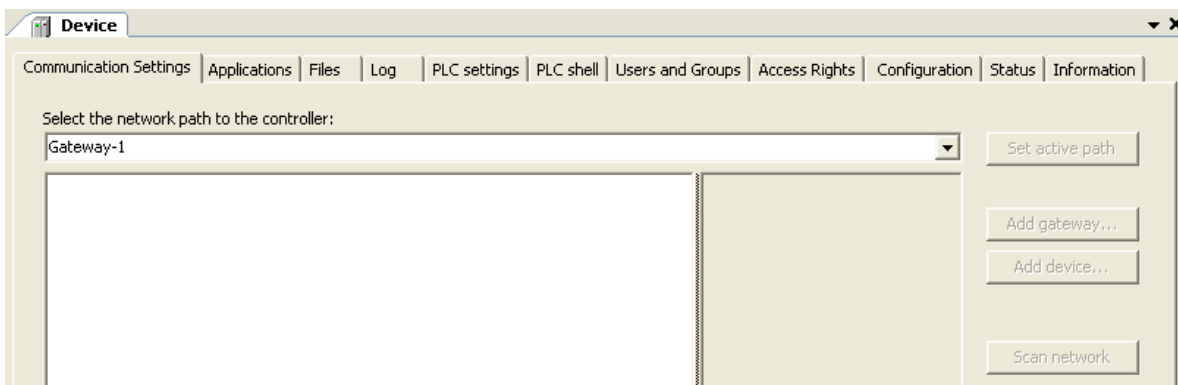 Device
Communication Settings Applications Files Log PLC settings PLC shell Users and Groups Access Rights Configuration Status Information
Select the network path to the controller:
Gateway-1
Set active path
Add gateway...
Add device...
Scan network